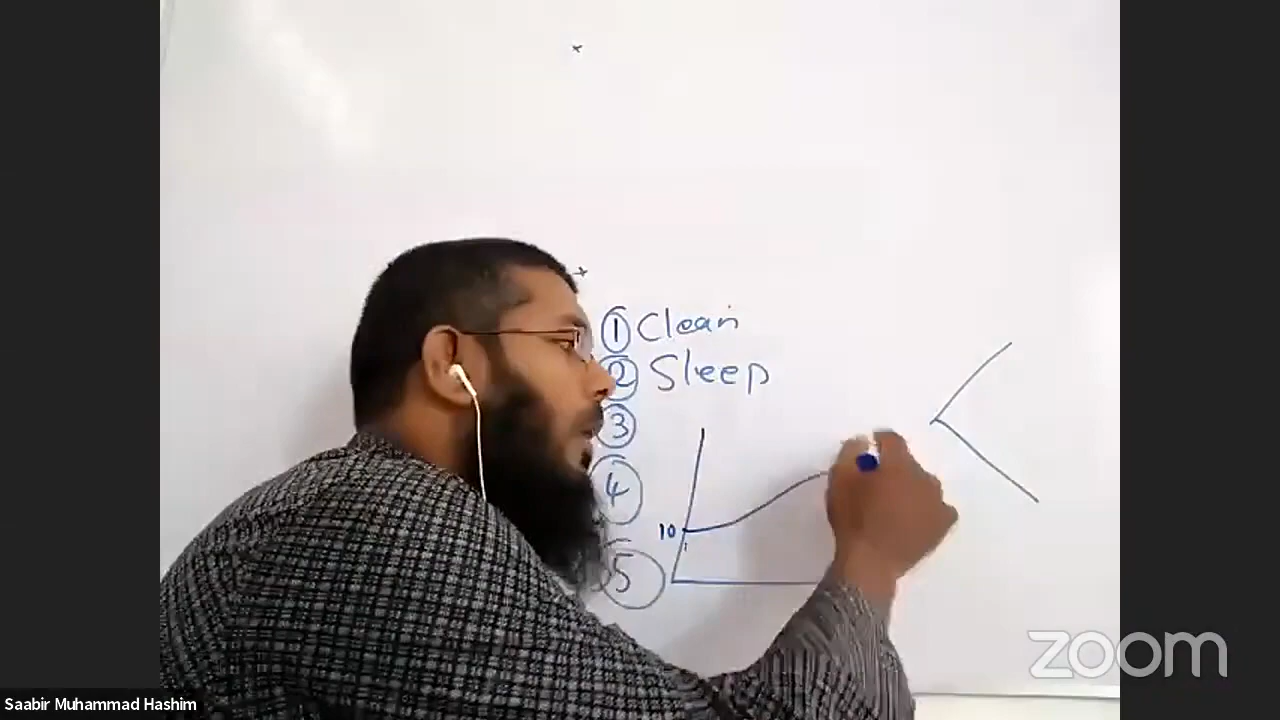 ① Clean
② Sleep
③
④
10
⑤
zoom
Saabir Muhammad Hashim